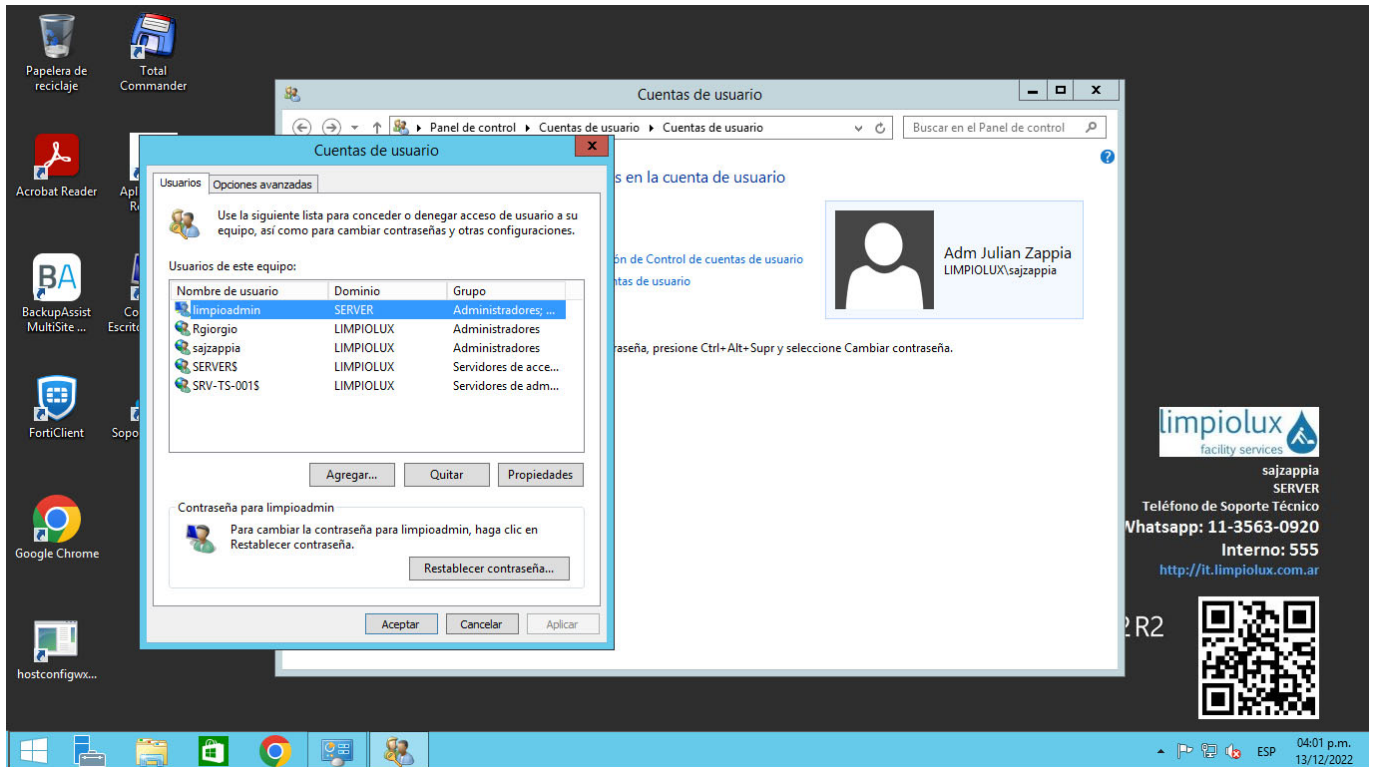 Papelera de
reciclaje
Total
Commander
Acrobat Reader
Apl
BackupAssist
MultiSite ...
Co
Escrito
FortiClient
Sopo
Google Chrome
hostconfigwx...
Cuentas de usuario
Panel de control
Cuentas de usuario
Cuentas de usuario
Buscar en el Panel de control
s en la cuenta de usuario
ón de Control de cuentas de usuario
ntas de usuario
Adm Julian Zappia
LIMPIOLUX\sajzappia
raseña, presione Ctrl+Alt+Supr y seleccione Cambiar contraseña.
Cuentas de usuario
Usuarios
Opciones avanzadas
Use la siguiente lista para conceder o denegar acceso de usuario a su
equipo, así como para cambiar contraseñas y otras configuraciones.
Usuarios de este equipo:
Nombre de usuario Dominio Grupo
limpioadmin SERVER Administradores; ...
Rgiorgio LIMPIOLUX Administradores
sajzappia LIMPIOLUX Administradores
SERVER$ LIMPIOLUX Servidores de acce...
SRV-TS-001$ LIMPIOLUX Servidores de adm...
Agregar...
Quitar
Propiedades
Contraseña para limpioadmin
Para cambiar la contraseña para limpioadmin, haga clic en
Restablecer contraseña.
Restablecer contraseña...
Aceptar
Cancelar
Aplicar
limpiolux
facility services
sajzappia
SERVER
Teléfono de Soporte Técnico
Whatsapp: 11-3563-0920
Interno: 555
http://it.limpiolux.com.ar
2 R2
ESP
04:01 p.m.
13/12/2022